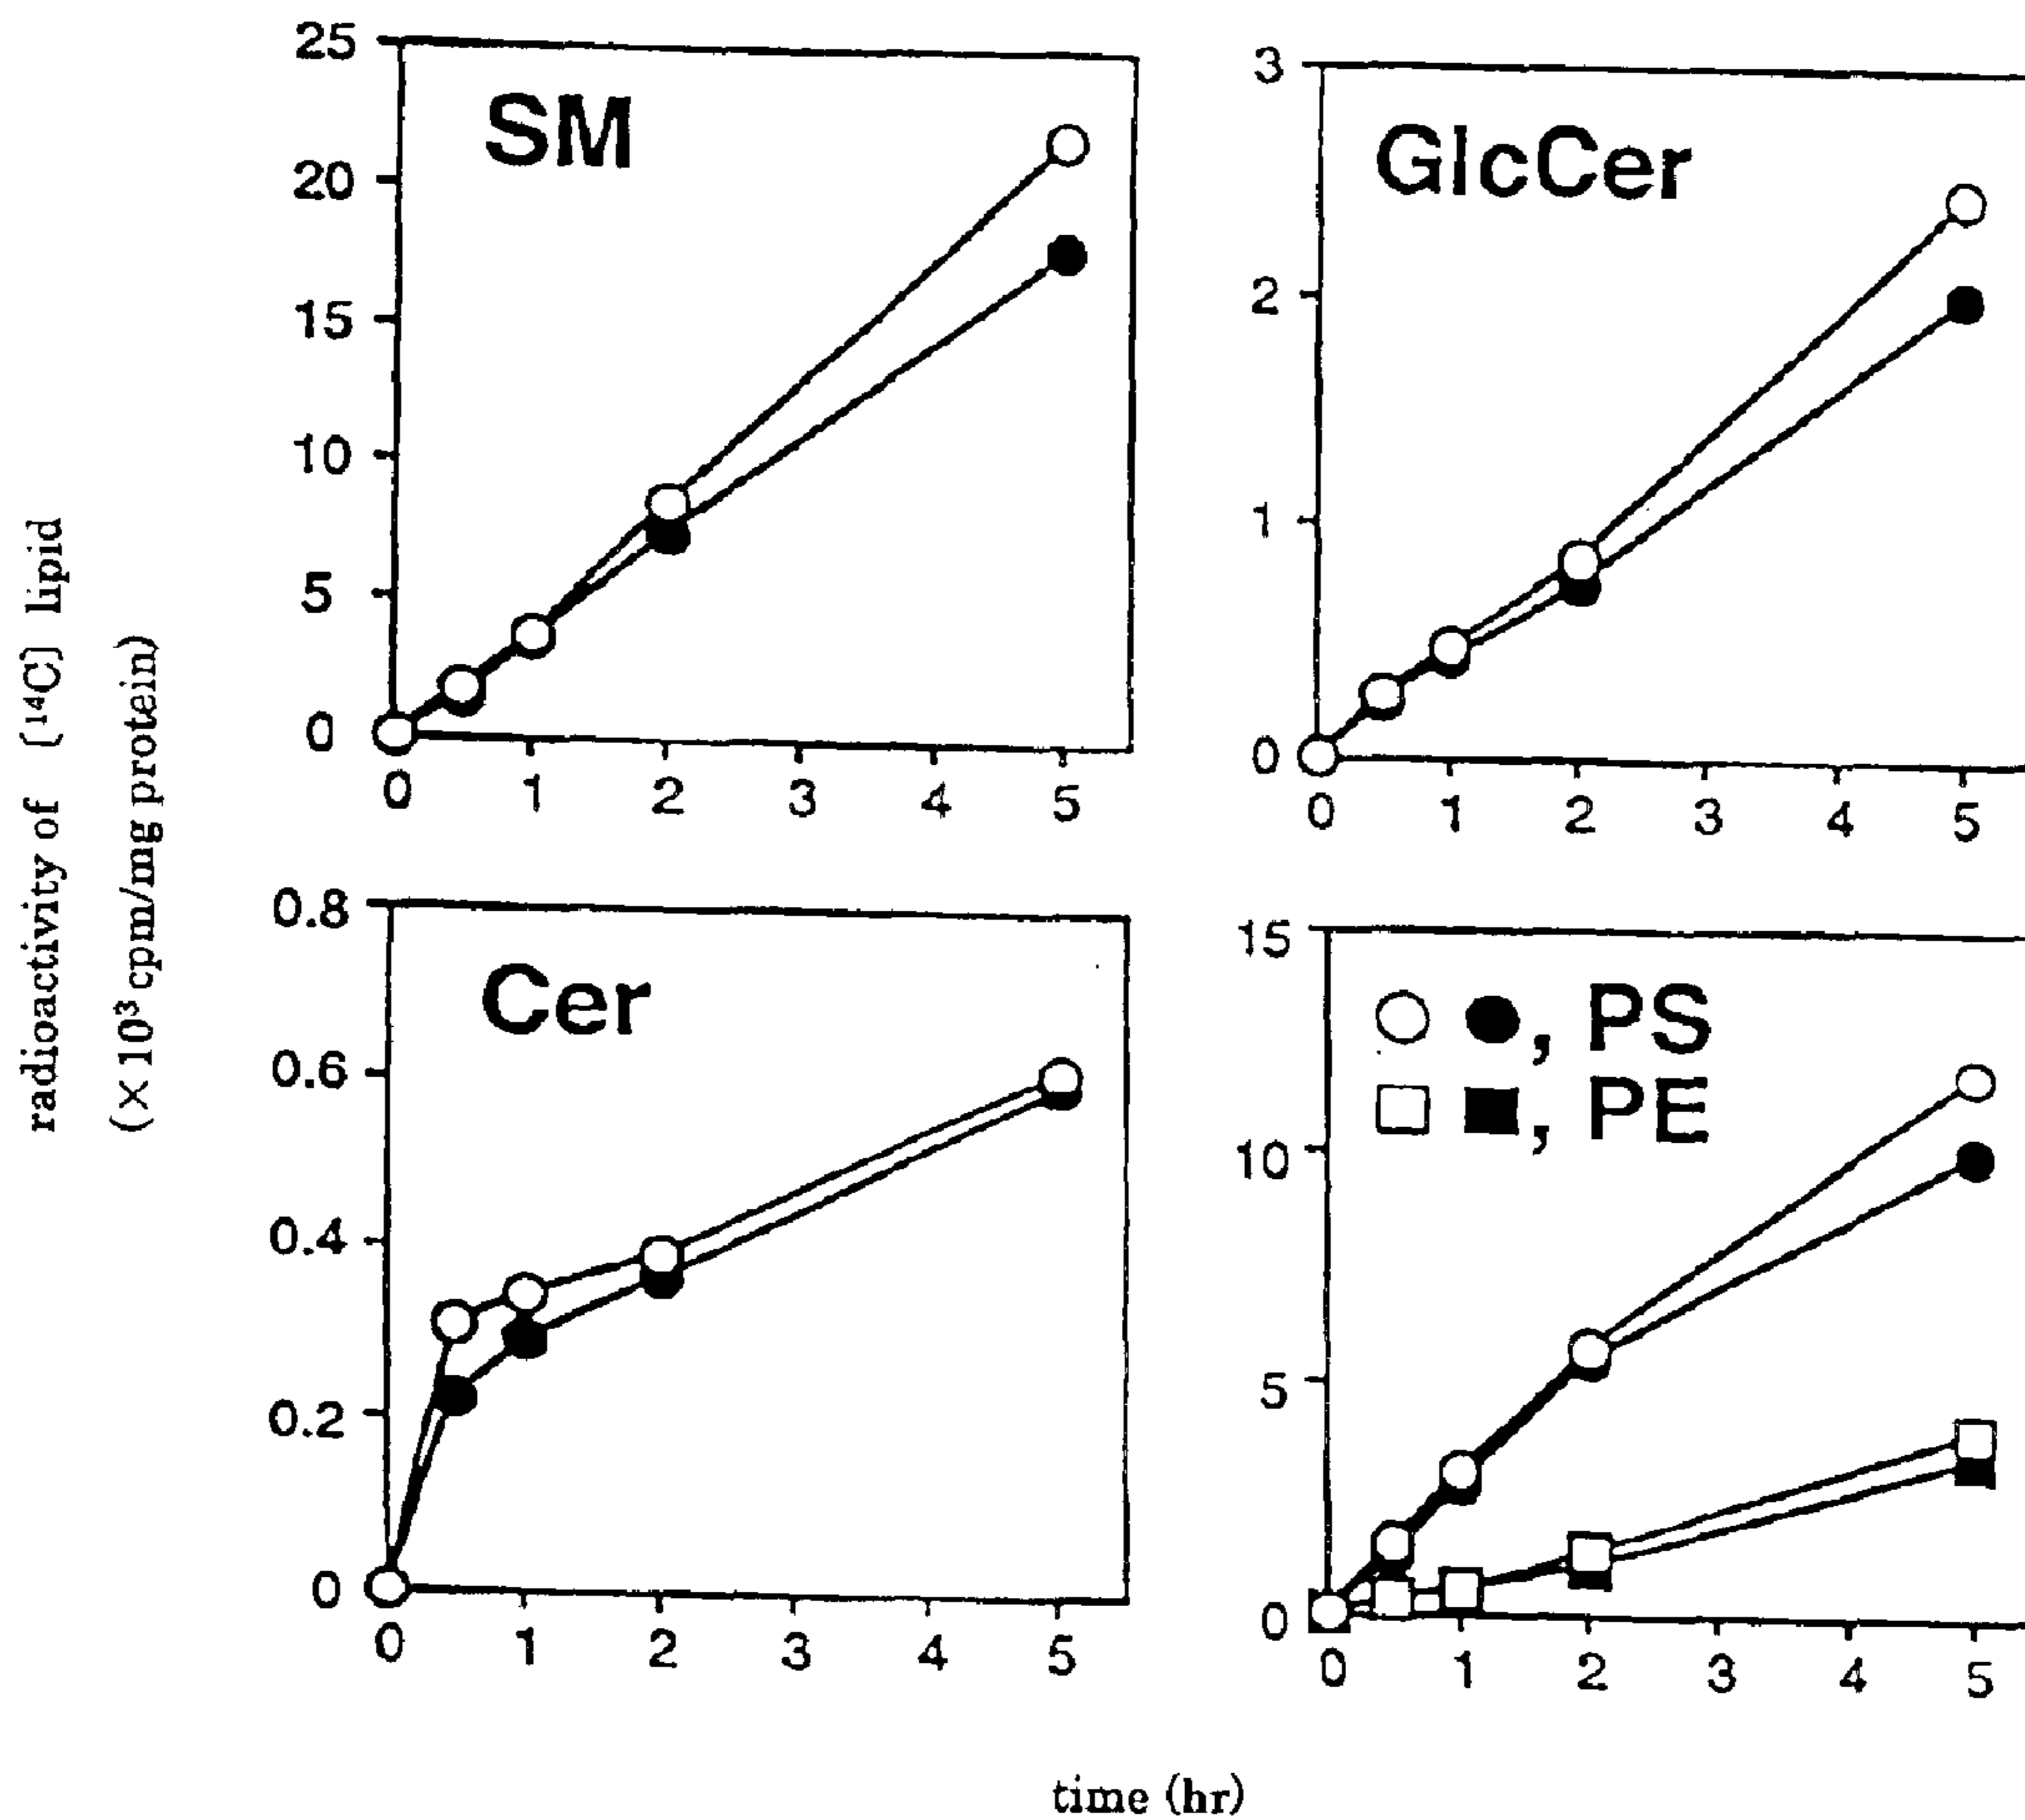 radioactivity of [¹⁴C] lipid
(×10³ cpm/mg protein)
SM
25
20
15
10
5
0
0 1 2 3 4 5
GlcCer
3
2
1
0
0 1 2 3 4 5
Cer
0.8
0.6
0.4
0.2
0
0 1 2 3 4 5
15
10
5
0
, PS
, PE
0 1 2 3 4 5
time (hr)